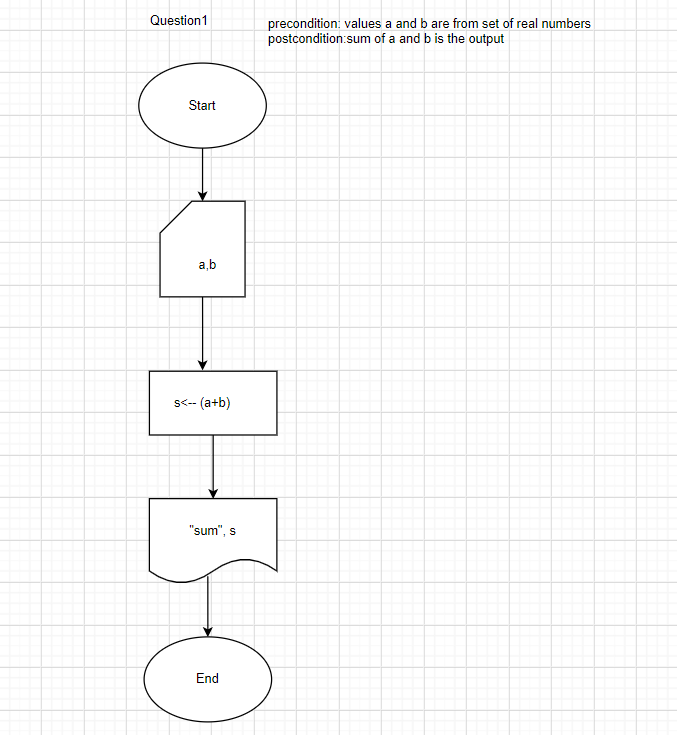 Question1
precondition: values a and b are from set of real numbers
postcondition:sum of a and b is the output
Start
a,b
s<-- (a+b)
"sum", s
End